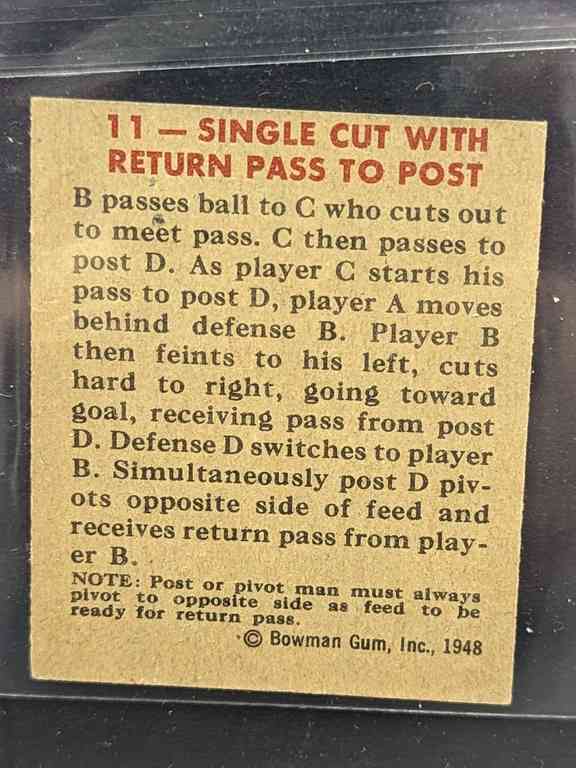 11 — SINGLE CUT WITH
RETURN PASS TO POST
B passes ball to C who cuts out
to meet pass. C then passes to
post D. As player C starts his
pass to post D, player A moves
behind defense B. Player B
then feints to his left, cuts
hard to right, going toward
goal, receiving pass from post
D. Defense D switches to player
B. Simultaneously post D piv-
ots opposite side of feed and
receives return pass from play-
er B.
NOTE: Post or pivot man must always
pivot to opposite side as feed to be
ready for return pass.
© Bowman Gum, Inc., 1948